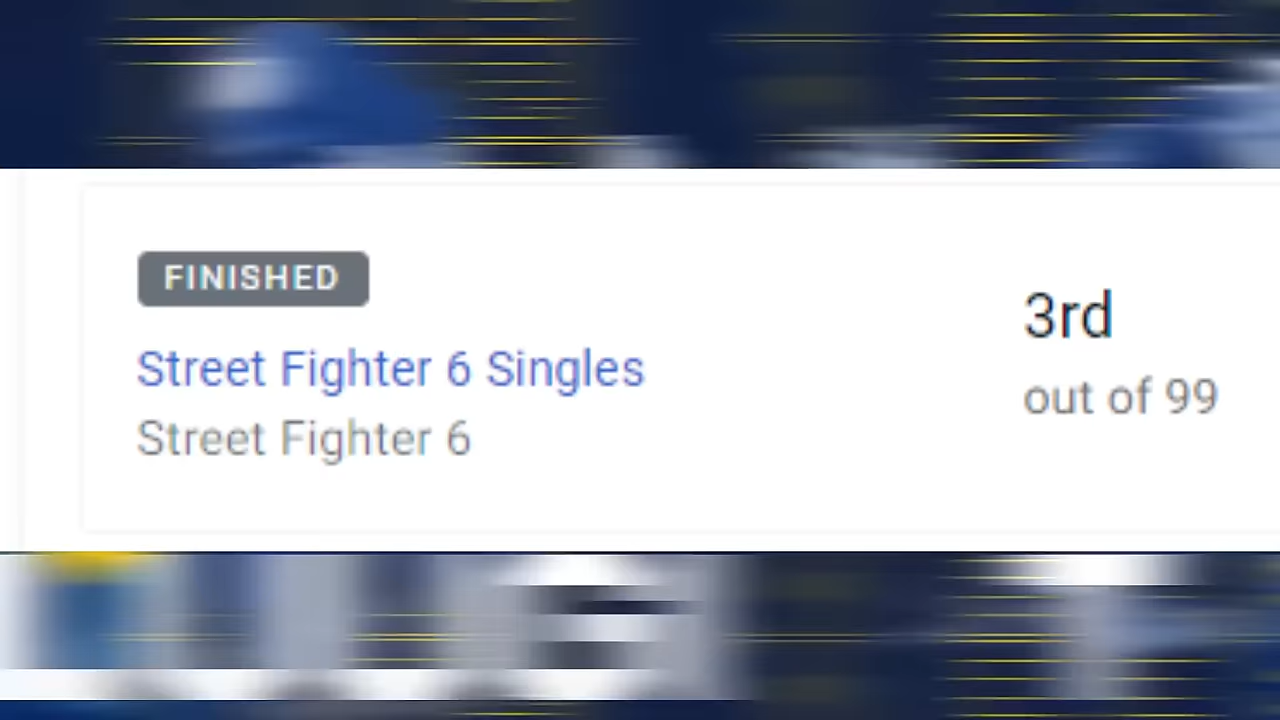 FINISHED
Street Fighter 6 Singles
Street Fighter 6
3rd
out of 99